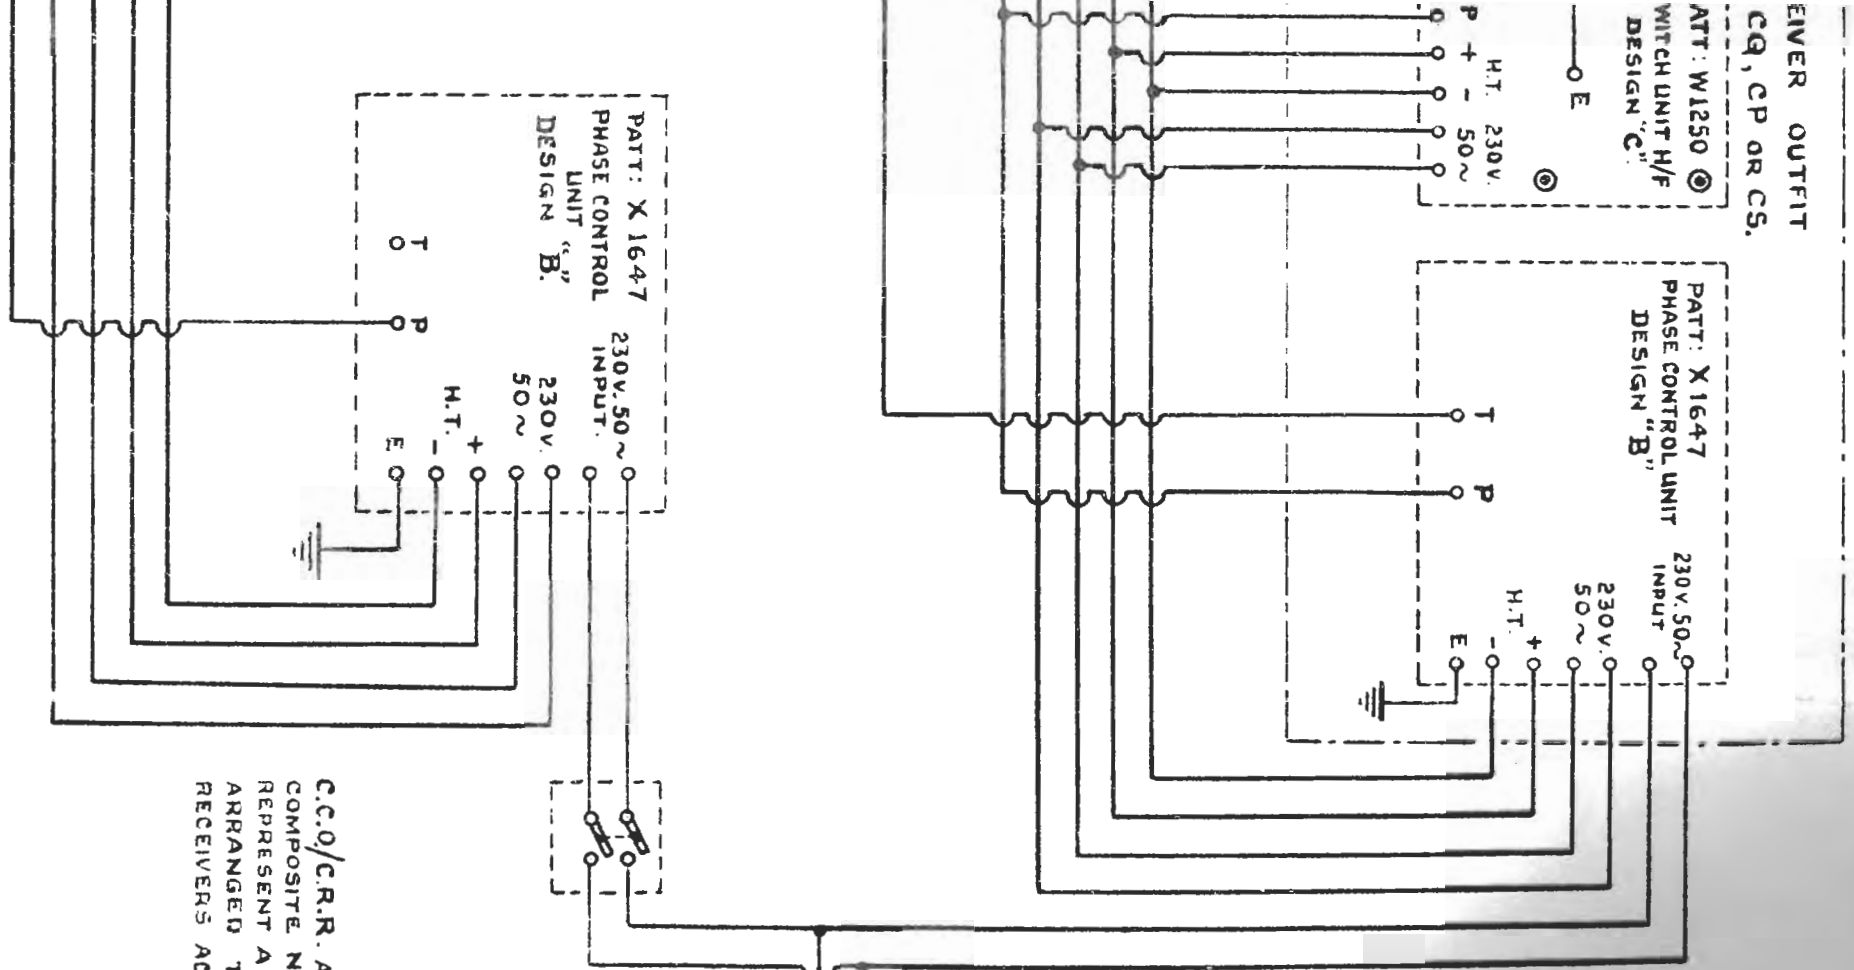 EIVER OUTFIT
CQ, CP OR CS.
ATT: W1250
WITCH UNIT H/F
DESIGN "C".
E
P
+
H.T.
-
230V.
50~
PATT: X 1647
PHASE CONTROL UNIT
DESIGN "B"
T
P
230V. 50~
INPUT
230V.
50~
H.T.
+
-
E
PATT: X 1647
PHASE CONTROL
UNIT
DESIGN "B."
T
P
230V. 50~
INPUT.
230V.
50~
H.T.
+
-
E
C.C.O/C.R.R. A
COMPOSITE N
REPRESENT A
ARRANGED T
RECEIVERS AC